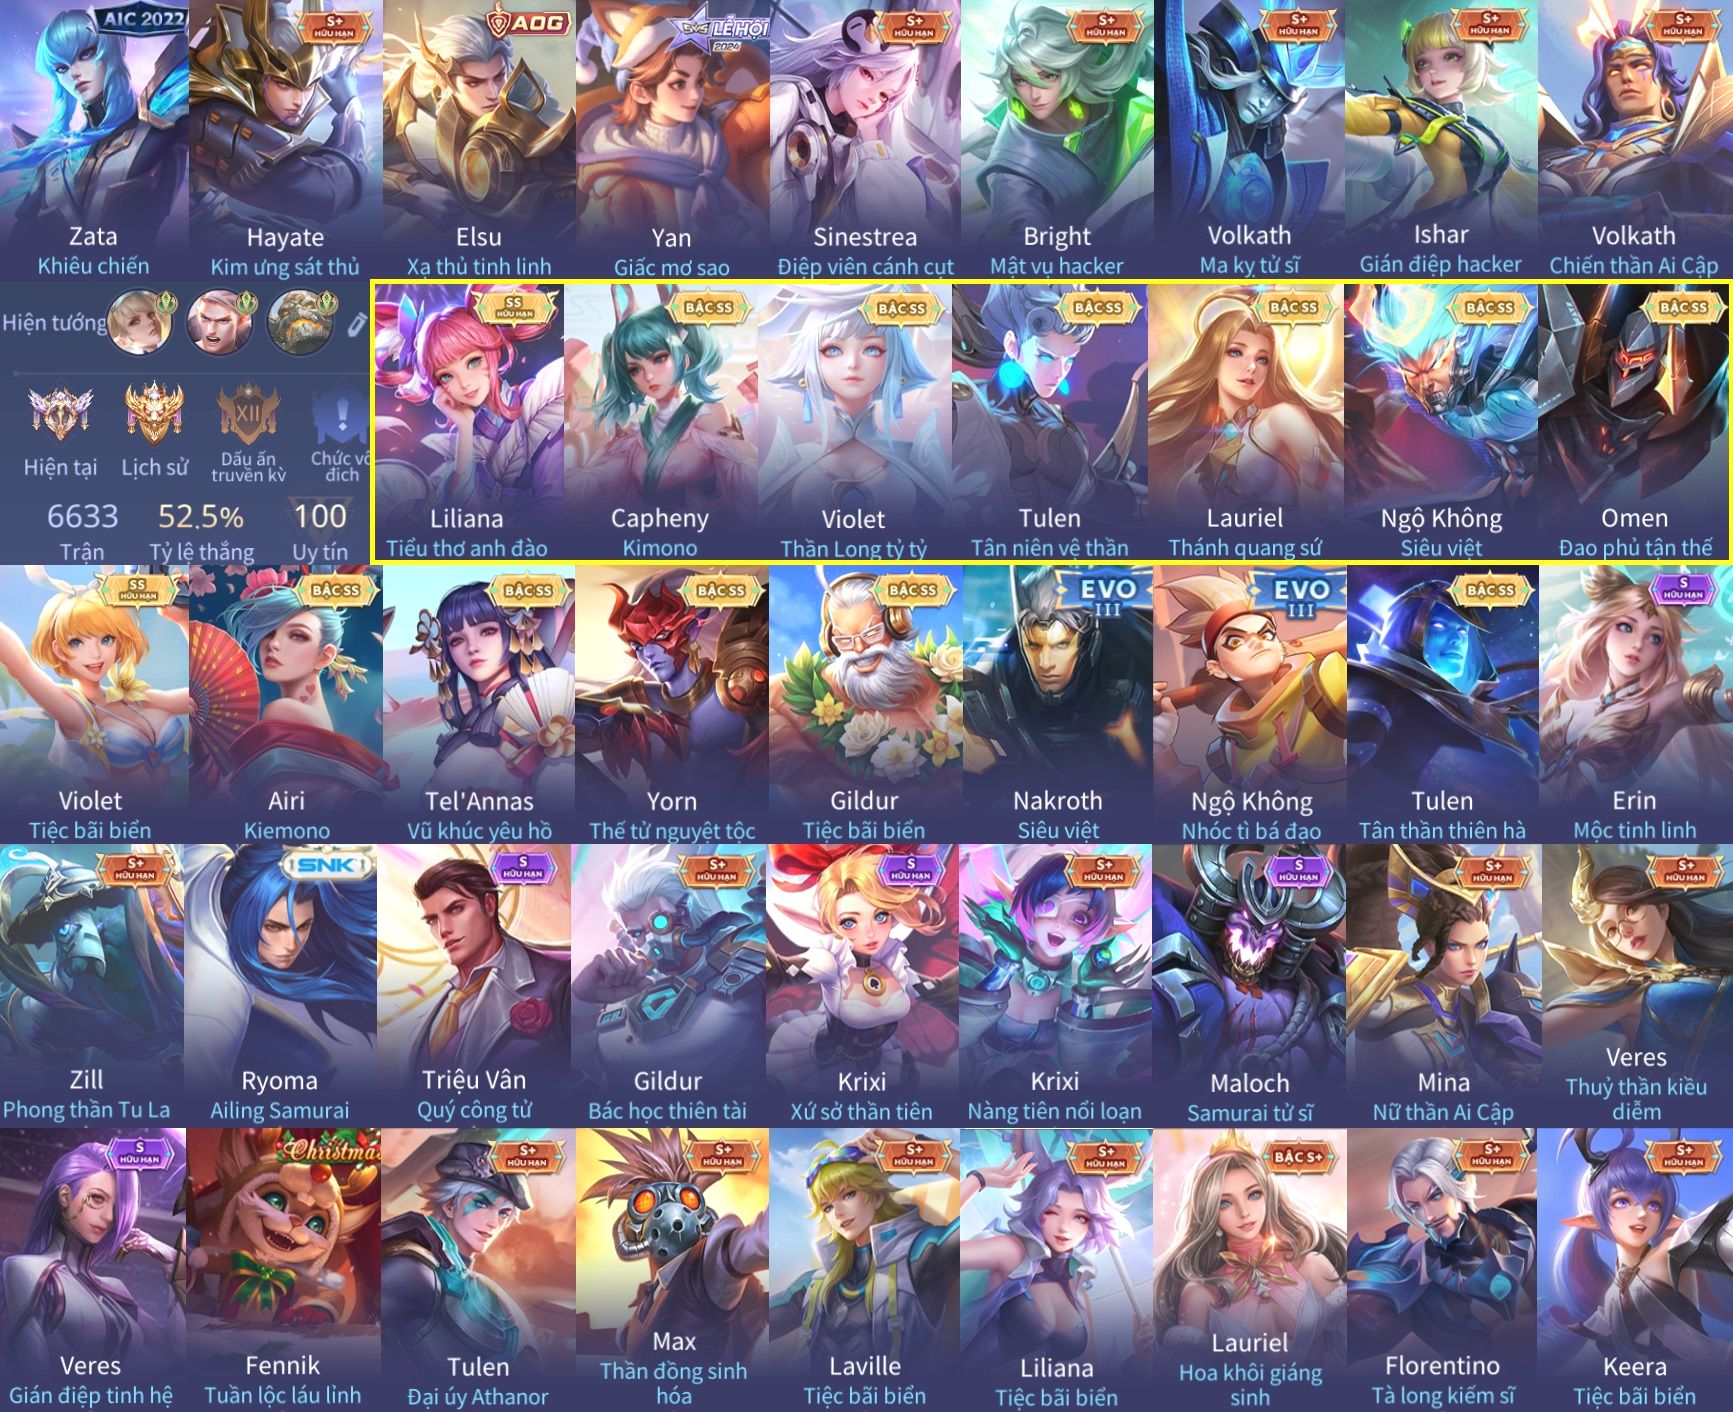 AIC 2022
Zata
Khiêu chiến
S+
HỮU HẠN
Hayate
Kim ưng sát thủ
AOG
Elsu
Xạ thủ tinh linh
5V5 LỄ HỘI
2024
Yan
Giấc mơ sao
S+
HỮU HẠN
Sinestrea
Điệp viên cánh cụt
S+
HỮU HẠN
Bright
Mật vụ hacker
S+
HỮU HẠN
Volkath
Ma kỵ tử sĩ
S+
HỮU HẠN
Ishar
Gián điệp hacker
S+
HỮU HẠN
Volkath
Chiến thần Ai Cập
Hiện tướng
Hiện tại
Lịch sử
XII
Dấu ấn
truyền kỳ
Chức vô
địch
6633
Trận
52.5%
Tỷ lệ thắng
100
Uy tín
SS
HỮU HẠN
Liliana
Tiểu thơ anh đào
BẬC SS
Capheny
Kimono
BẬC SS
Violet
Thần Long tỷ tỷ
BẬC SS
Tulen
Tân niên vệ thần
BẬC SS
Lauriel
Thánh quang sứ
BẬC SS
Ngộ Không
Siêu việt
BẬC SS
Omen
Đao phủ tận thế
SS
HỮU HẠN
Violet
Tiệc bãi biển
BẬC SS
Airi
Kiemono
BẬC SS
Tel'Annas
Vũ khúc yêu hồ
BẬC SS
Yorn
Thế tử nguyệt tộc
BẬC SS
Gildur
Tiệc bãi biển
EVO
III
Nakroth
Siêu việt
EVO
III
Ngộ Không
Nhóc tì bá đạo
BẬC SS
Tulen
Tân thần thiên hà
S
HỮU HẠN
Erin
Mộc tinh linh
S+
HỮU HẠN
Zill
Phong thần Tu La
SNK
Ryoma
Ailing Samurai
S
HỮU HẠN
Triệu Vân
Quý công tử
S+
HỮU HẠN
Gildur
Bác học thiên tài
S
HỮU HẠN
Krixi
Xứ sở thần tiên
S+
HỮU HẠN
Krixi
Nàng tiên nổi loạn
S
HỮU HẠN
Maloch
Samurai tử sĩ
S+
HỮU HẠN
Mina
Nữ thần Ai Cập
S+
HỮU HẠN
Veres
Thuỷ thần kiều
diễm
S
HỮU HẠN
Veres
Gián điệp tinh hệ
Christmas
Fennik
Tuần lộc láu lỉnh
S+
HỮU HẠN
Tulen
Đại úy Athanor
S+
HỮU HẠN
Max
Thần đồng sinh
hóa
S+
HỮU HẠN
Laville
Tiệc bãi biển
S+
HỮU HẠN
Liliana
Tiệc bãi biển
BẬC S+
Lauriel
Hoa khôi giáng
sinh
S+
HỮU HẠN
Florentino
Tà long kiếm sĩ
S+
HỮU HẠN
Keera
Tiệc bãi biển